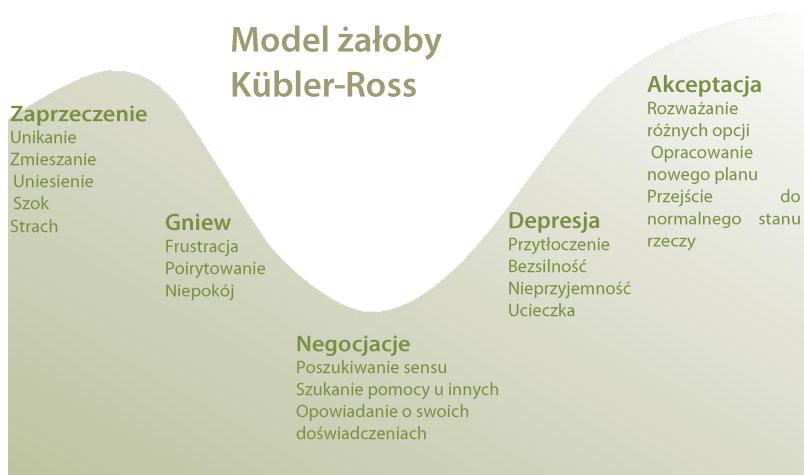 Model żałoby
Kübler-Ross
Zaprzeczenie
Unikanie
Zmieszanie
Uniesienie
Szok
Strach
Gniew
Frustracja
Poirytowanie
Niepokój
Negocjacje
Poszukiwanie sensu
Szukanie pomocy u innych
Opowiadanie o swoich
doświadczeniach
Depresja
Przytłoczenie
Bezsilność
Nieprzyjemność
Ucieczka
Akceptacja
Rozważanie
różnych opcji
Opracowanie
nowego planu
Przejście do
normalnego stanu
rzeczy